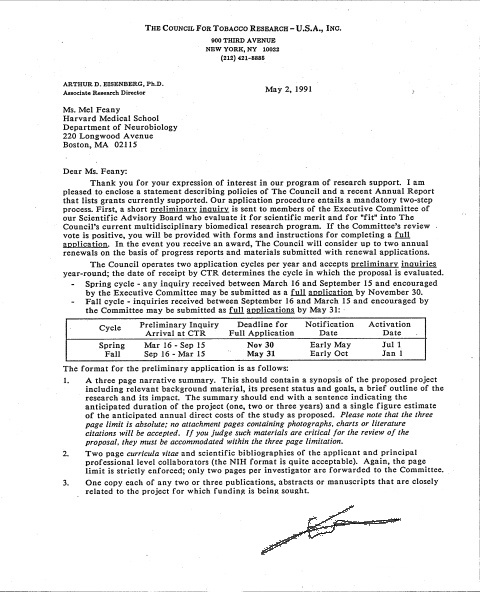 THE COUNCIL FOR TOBACCO RESEARCH – U.S.A., INC.
900 THIRD AVENUE
NEW YORK, NY 10022
(212) 421-8885
ARTHUR D. EISENBERG, Ph.D.
Associate Research Director
May 2, 1991
Ms. Mel Feany
Harvard Medical School
Department of Neurobiology
220 Longwood Avenue
Boston, MA 02115
Dear Ms. Feany:
Thank you for your expression of interest in our program of research support. I am
pleased to enclose a statement describing policies of The Council and a recent Annual Report
that lists grants currently supported. Our application procedure entails a mandatory two-step
process. First, a short preliminary inquiry is sent to members of the Executive Committee of
our Scientific Advisory Board who evaluate it for scientific merit and for "fit" into The
Council's current multidisciplinary biomedical research program. If the Committee's review
vote is positive, you will be provided with forms and instructions for completing a full
application. In the event you receive an award, The Council will consider up to two annual
renewals on the basis of progress reports and materials submitted with renewal applications.
The Council operates two application cycles per year and accepts preliminary inquiries
year-round; the date of receipt by CTR determines the cycle in which the proposal is evaluated.
- Spring cycle - any inquiry received between March 16 and September 15 and encouraged
by the Executive Committee may be submitted as a full application by November 30.
- Fall cycle - inquiries received between September 16 and March 15 and encouraged by
the Committee may be submitted as full applications by May 31:
Cycle Preliminary Inquiry Arrival at CTR Deadline for Full Application Notification Date Activation Date
Spring Mar 16 - Sep 15 Nov 30 Early May Jul 1
Fall Sep 16 - Mar 15 May 31 Early Oct Jan 1
The format for the preliminary application is as follows:
1. A three page narrative summary. This should contain a synopsis of the proposed project
including relevant background material, its present status and goals, a brief outline of the
research and its impact. The summary should end with a sentence indicating the
anticipated duration of the project (one, two or three years) and a single figure estimate
of the anticipated annual direct costs of the study as proposed. Please note that the three
page limit is absolute; no attachment pages containing photographs, charts or literature
citations will be accepted. If you judge such materials are critical for the review of the
proposal, they must be accommodated within the three page limitation.
2. Two page curricula vitae and scientific bibliographies of the applicant and principal
professional level collaborators (the NIH format is quite acceptable). Again, the page
limit is strictly enforced; only two pages per investigator are forwarded to the Committee.
3. One copy each of any two or three publications, abstracts or manuscripts that are closely
related to the project for which funding is being sought.